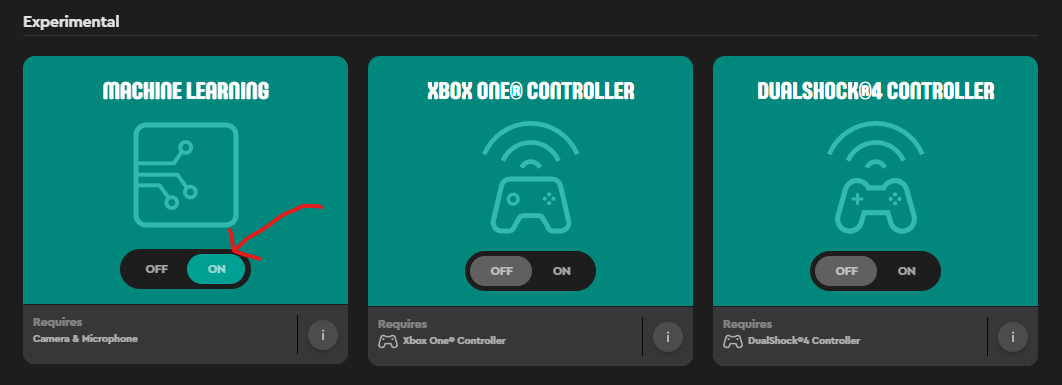 Experimental
MACHINE LEARNING
OFF ON
Requires
Camera & Microphone
i
XBOX ONE® CONTROLLER
OFF ON
Requires
Xbox One® Controller
i
DUALSHOCK®4 CONTROLLER
OFF ON
Requires
DualShock®4 Controller
i